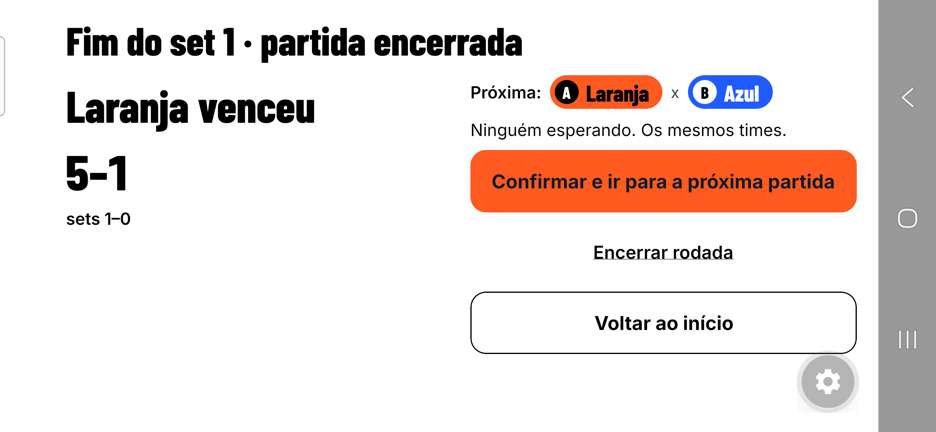 Fim do set 1 · partida encerrada
Laranja venceu
5–1
sets 1–0
Próxima: A Laranja x B Azul
Ninguém esperando. Os mesmos times.
Confirmar e ir para a próxima partida
Encerrar rodada
Voltar ao início